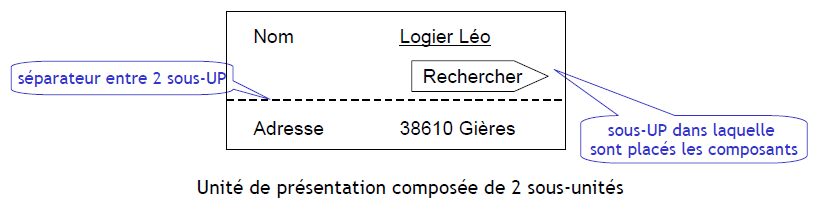 Nom Logier Léo
séparateur entre 2 sous-UP
Rechercher
Adresse 38610 Gières
sous-UP dans laquelle
sont placés les composants
Unité de présentation composée de 2 sous-unités